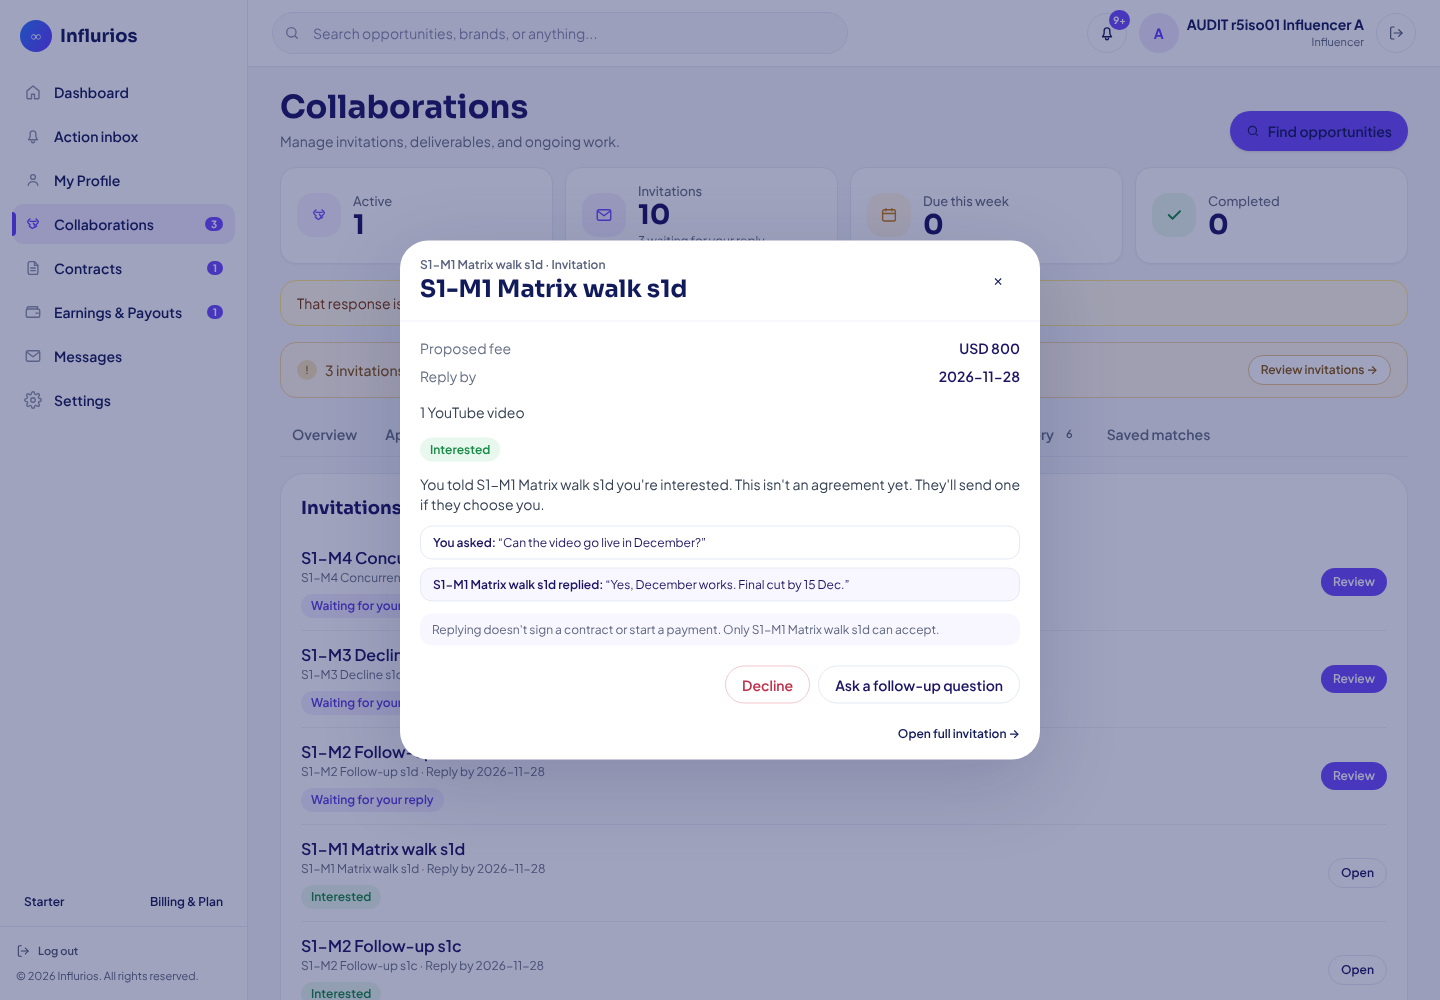 Influrios
Search opportunities, brands, or anything...
9+
A
AUDIT r5iso01 Influencer A
Influencer
Dashboard
Action inbox
My Profile
Collaborations
3
Contracts
1
Earnings & Payouts
1
Messages
Settings
Starter
Billing & Plan
Log out
© 2026 Influrios. All rights reserved.
Collaborations
Manage invitations, deliverables, and ongoing work.
Find opportunities
Active
1
Invitations
10
3 waiting for your reply
Due this week
0
Completed
0
That response is
! 3 invitations
Review invitations →
Overview
6
Saved matches
Invitations
S1-M1 Matrix walk s1d · Invitation
S1-M1 Matrix walk s1d
×
Proposed fee
USD 800
Reply by
2026-11-28
1 YouTube video
Interested
You told S1-M1 Matrix walk s1d you're interested. This isn't an agreement yet. They'll send one
if they choose you.
You asked: “Can the video go live in December?”
S1-M1 Matrix walk s1d replied: “Yes, December works. Final cut by 15 Dec.”
Replying doesn't sign a contract or start a payment. Only S1-M1 Matrix walk s1d can accept.
Decline
Ask a follow-up question
Open full invitation →
S1-M4
S1-M4
Waiting for your
Review
S1-M3
S1-M3 Decline s1d
Waiting for your
Review
S1-M2
S1-M2 Follow-up s1d · Reply by 2026-11-28
Waiting for your reply
Review
S1-M1 Matrix walk s1d
S1-M1 Matrix walk s1d · Reply by 2026-11-28
Interested
Open
S1-M2 Follow-up s1c
S1-M2 Follow-up s1c · Reply by 2026-11-28
Interested
Open